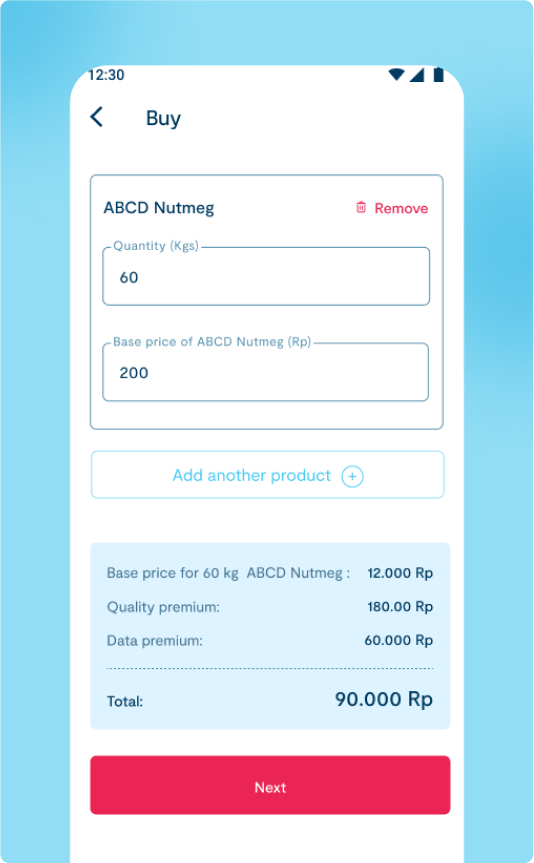 12:30
Buy
ABCD Nutmeg Remove
Quantity (Kgs)
60
Base price of ABCD Nutmeg (Rp)
200
Add another product
Base price for 60 kg ABCD Nutmeg : 12.000 Rp
Quality premium: 180.00 Rp
Data premium: 60.000 Rp
Total: 90.000 Rp
Next